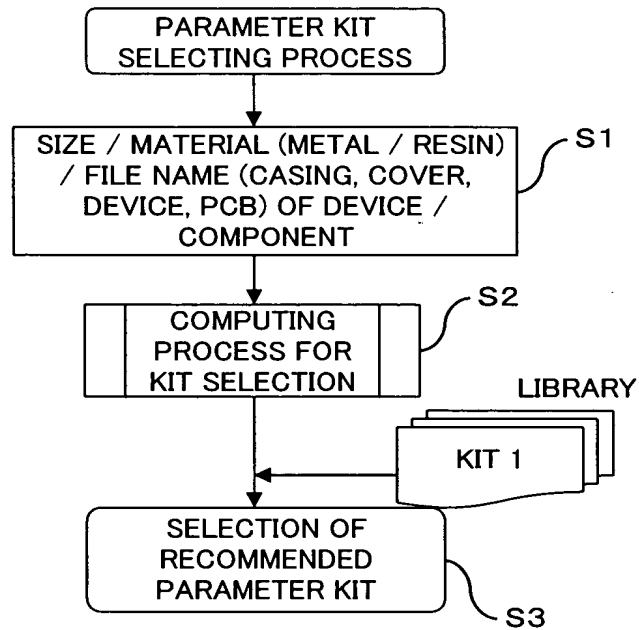 PARAMETER KIT
SELECTING PROCESS
SIZE / MATERIAL (METAL / RESIN)
/ FILE NAME (CASING, COVER,
DEVICE, PCB) OF DEVICE /
COMPONENT
S1
COMPUTING
PROCESS FOR
KIT SELECTION
S2
LIBRARY
KIT 1
SELECTION OF
RECOMMENDED
PARAMETER KIT
S3